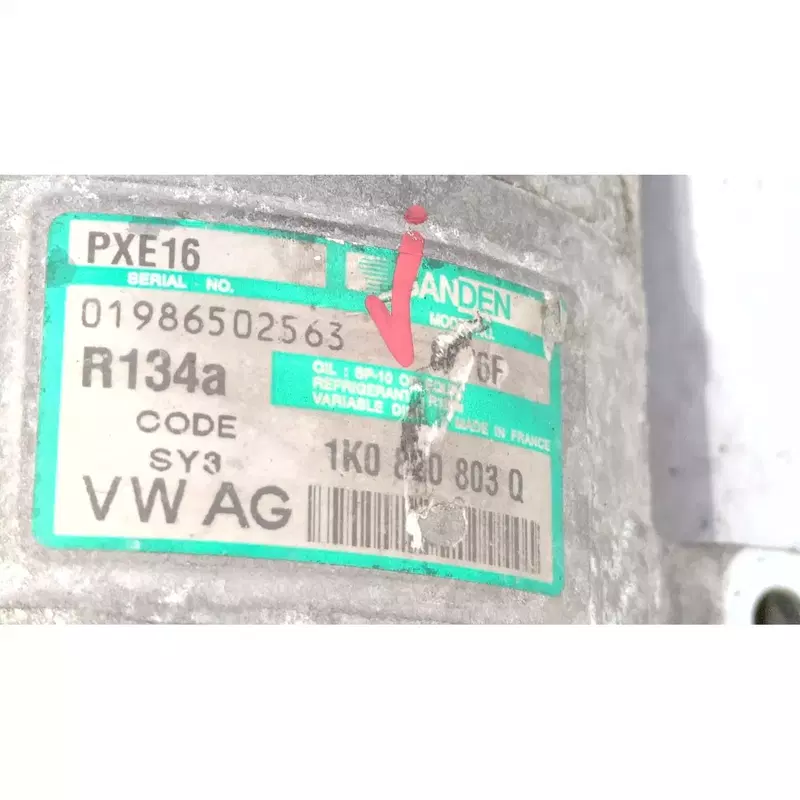 PXE16
SANDEN
SERIAL NO.
01986502563
6F
R134a
OIL : SP-10
REFRIGERANT
VARIABLE
MADE IN FRANCE
CODE
SY3
1K0 820 803 Q
VW AG